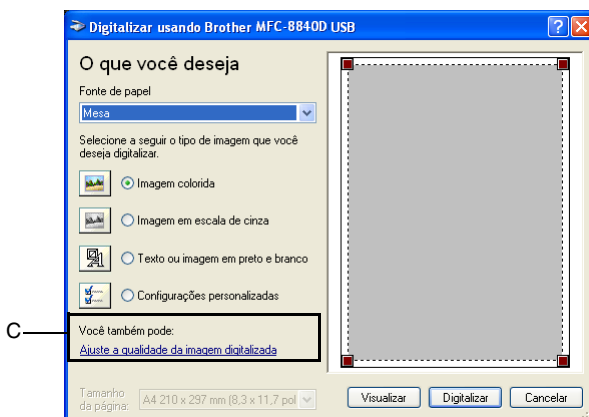 Digitalizar usando Brother MFC-8840D USB
O que você deseja
Fonte de papel
Mesa
Selecione a seguir o tipo de imagem que você
deseja digitalizar.
Imagem colorida
Imagem em escala de cinza
Texto ou imagem em preto e branco
Configurações personalizadas
C
Você também pode:
Ajuste a qualidade da imagem digitalizada
Tamanho
da página:
A4 210 x 297 mm (8,3 x 11,7 pol
Visualizar
Digitalizar
Cancelar